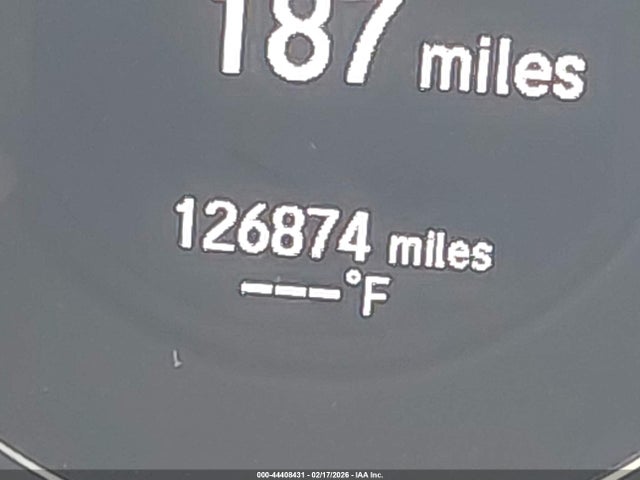 187 miles
126874 miles
---°F
000-44408431 - 02/17/2026 - IAA Inc.